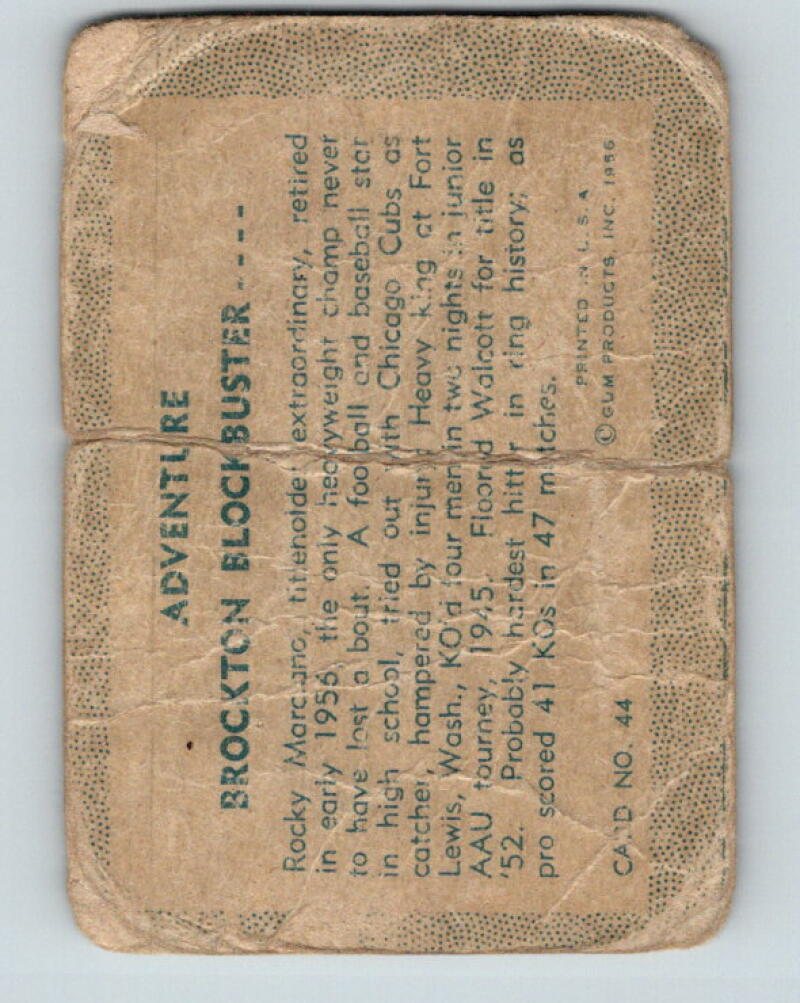 ADVENTURE
BROCKTON BLOCKBUSTER----
Rocky Marciano, titleholder extraordinary, retired
in early 1956, the only heavyweight champ never
to have lost a bout. A football and baseball star
in high school, tried out with Chicago Cubs as
catcher, hampered by injury. Heavy king at Fort
Lewis, Wash., KO'd four men in two nights in junior
AAU tourney, 1945. Floored Walcott for title in
'52. Probably hardest hitter in ring history; as
pro scored 41 KOs in 47 matches.
PRINTED IN U.S.A
CARD NO. 44 © GUM PRODUCTS, INC. 1956